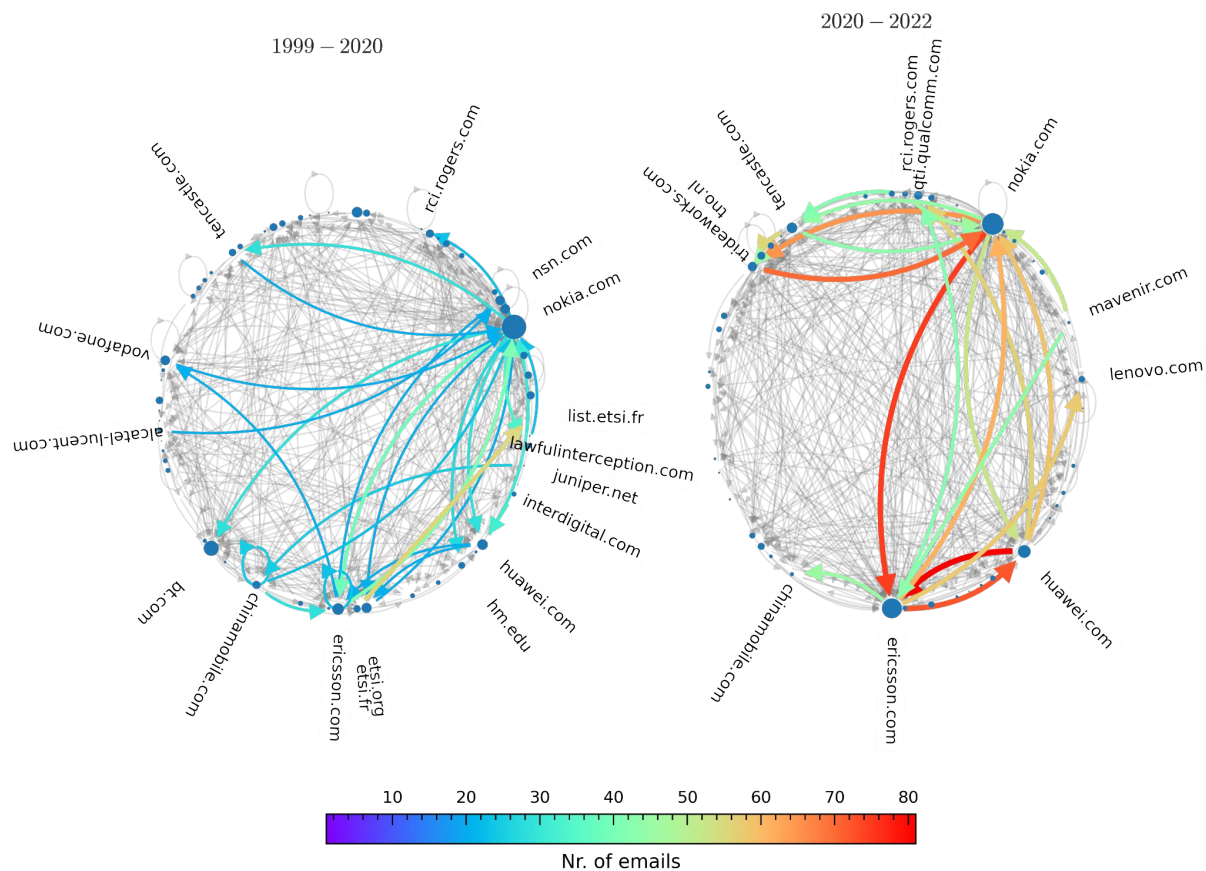 2020 − 2022
1999 − 2020
rci.rogers.com
tencastle.com
nsn.com
nokia.com
vodafone.com
alcatel-lucent.com
list.etsi.fr
lawfulinterception.com
juniper.net
interdigital.com
huawei.com
hm.edu
etsi.org
etsi.fr
ericsson.com
chinamobile.com
bt.com
rci.rogers.com
qti.qualcomm.com
nokia.com
tencastle.com
tno.nl
trideaworks.com
mavenir.com
lenovo.com
huawei.com
ericsson.com
chinamobile.com
10 20 30 40 50 60 70 80
Nr. of emails